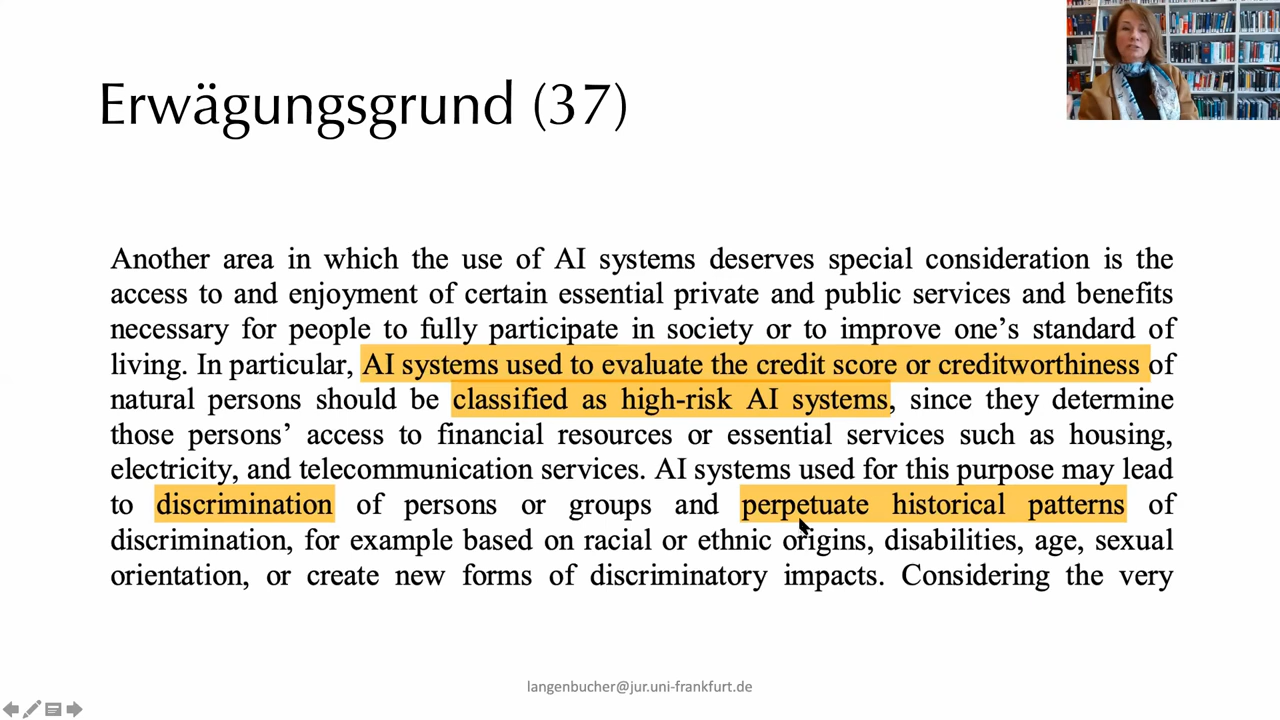 Erwägungsgrund (37)
Another area in which the use of AI systems deserves special consideration is the
access to and enjoyment of certain essential private and public services and benefits
necessary for people to fully participate in society or to improve one’s standard of
living. In particular, AI systems used to evaluate the credit score or creditworthiness of
natural persons should be classified as high-risk AI systems, since they determine
those persons’ access to financial resources or essential services such as housing,
electricity, and telecommunication services. AI systems used for this purpose may lead
to discrimination of persons or groups and perpetuate historical patterns of
discrimination, for example based on racial or ethnic origins, disabilities, age, sexual
orientation, or create new forms of discriminatory impacts. Considering the very
langenbucher@jur.uni-frankfurt.de